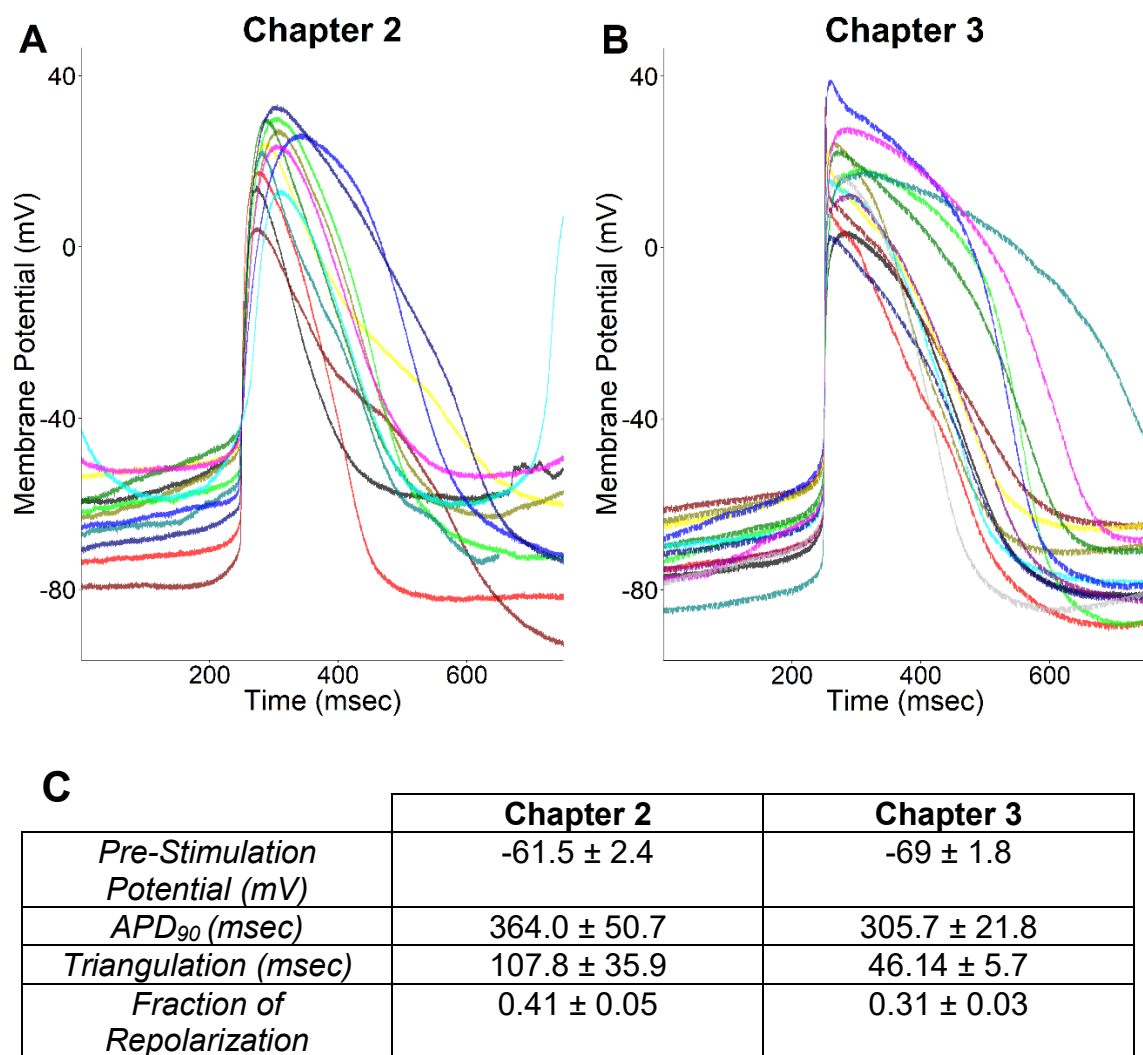 A
Chapter 2
B
Chapter 3
Membrane Potential (mV)
40
0
-40
-80
200
400
600
Time (msec)
Membrane Potential (mV)
40
0
-40
-80
200
400
600
Time (msec)
C
Chapter 2
Chapter 3
Pre-Stimulation
Potential (mV)
-61.5 ± 2.4
-69 ± 1.8
APD90 (msec)
364.0 ± 50.7
305.7 ± 21.8
Triangulation (msec)
107.8 ± 35.9
46.14 ± 5.7
Fraction of
Repolarization
0.41 ± 0.05
0.31 ± 0.03